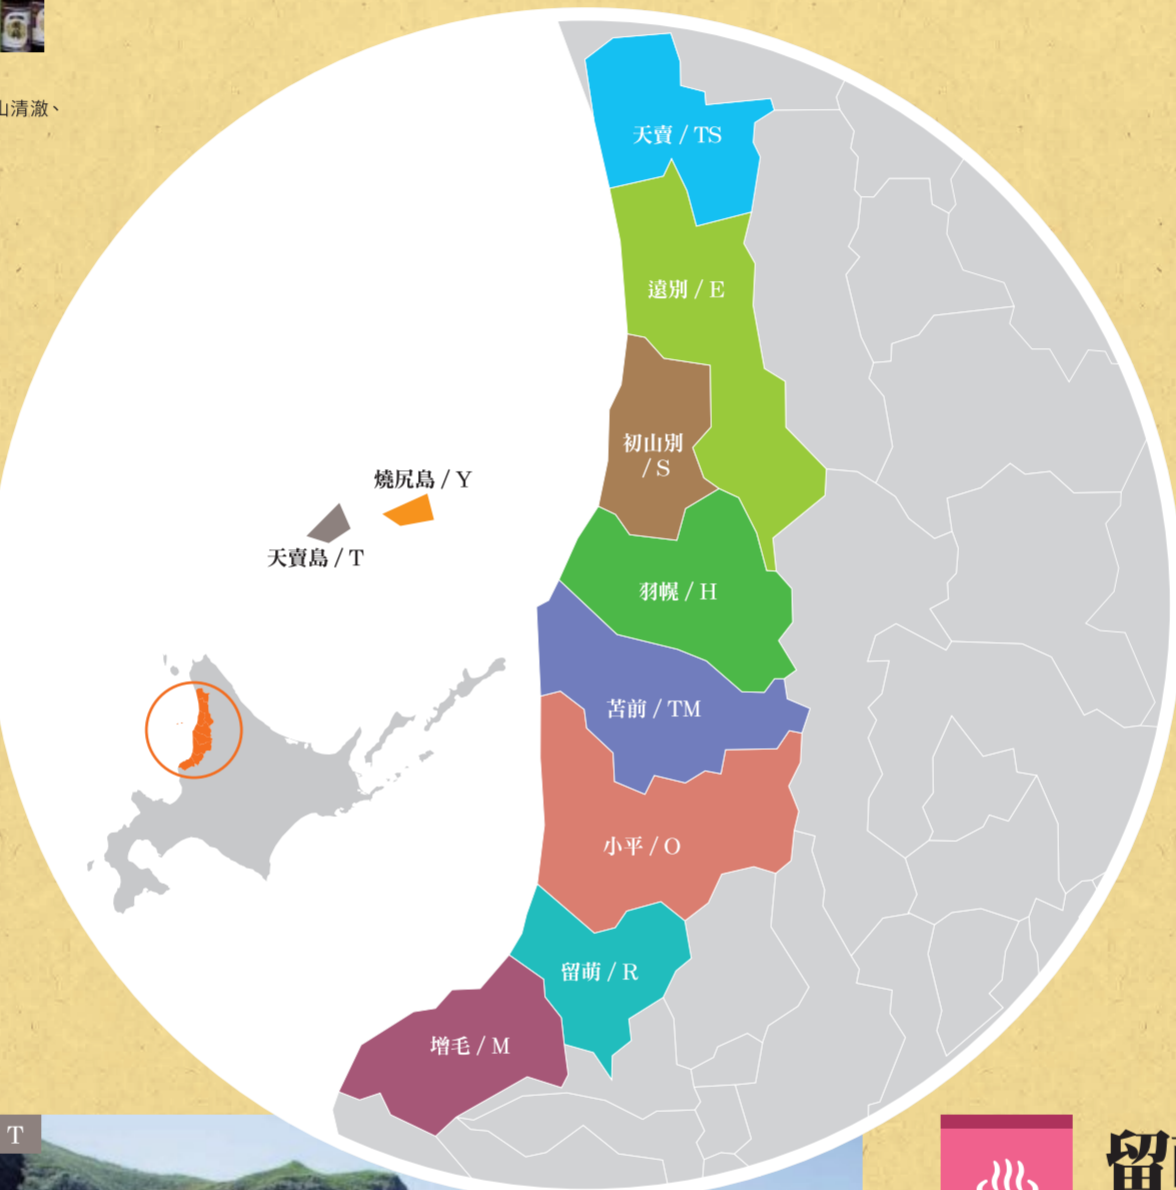 山清澈、
天賣 / TS
遠別 / E
初山別
/ S
燒尻島 / Y
天賣島 / T
羽幌 / H
苫前 / TM
小平 / O
留萌 / R
增毛 / M
T
留